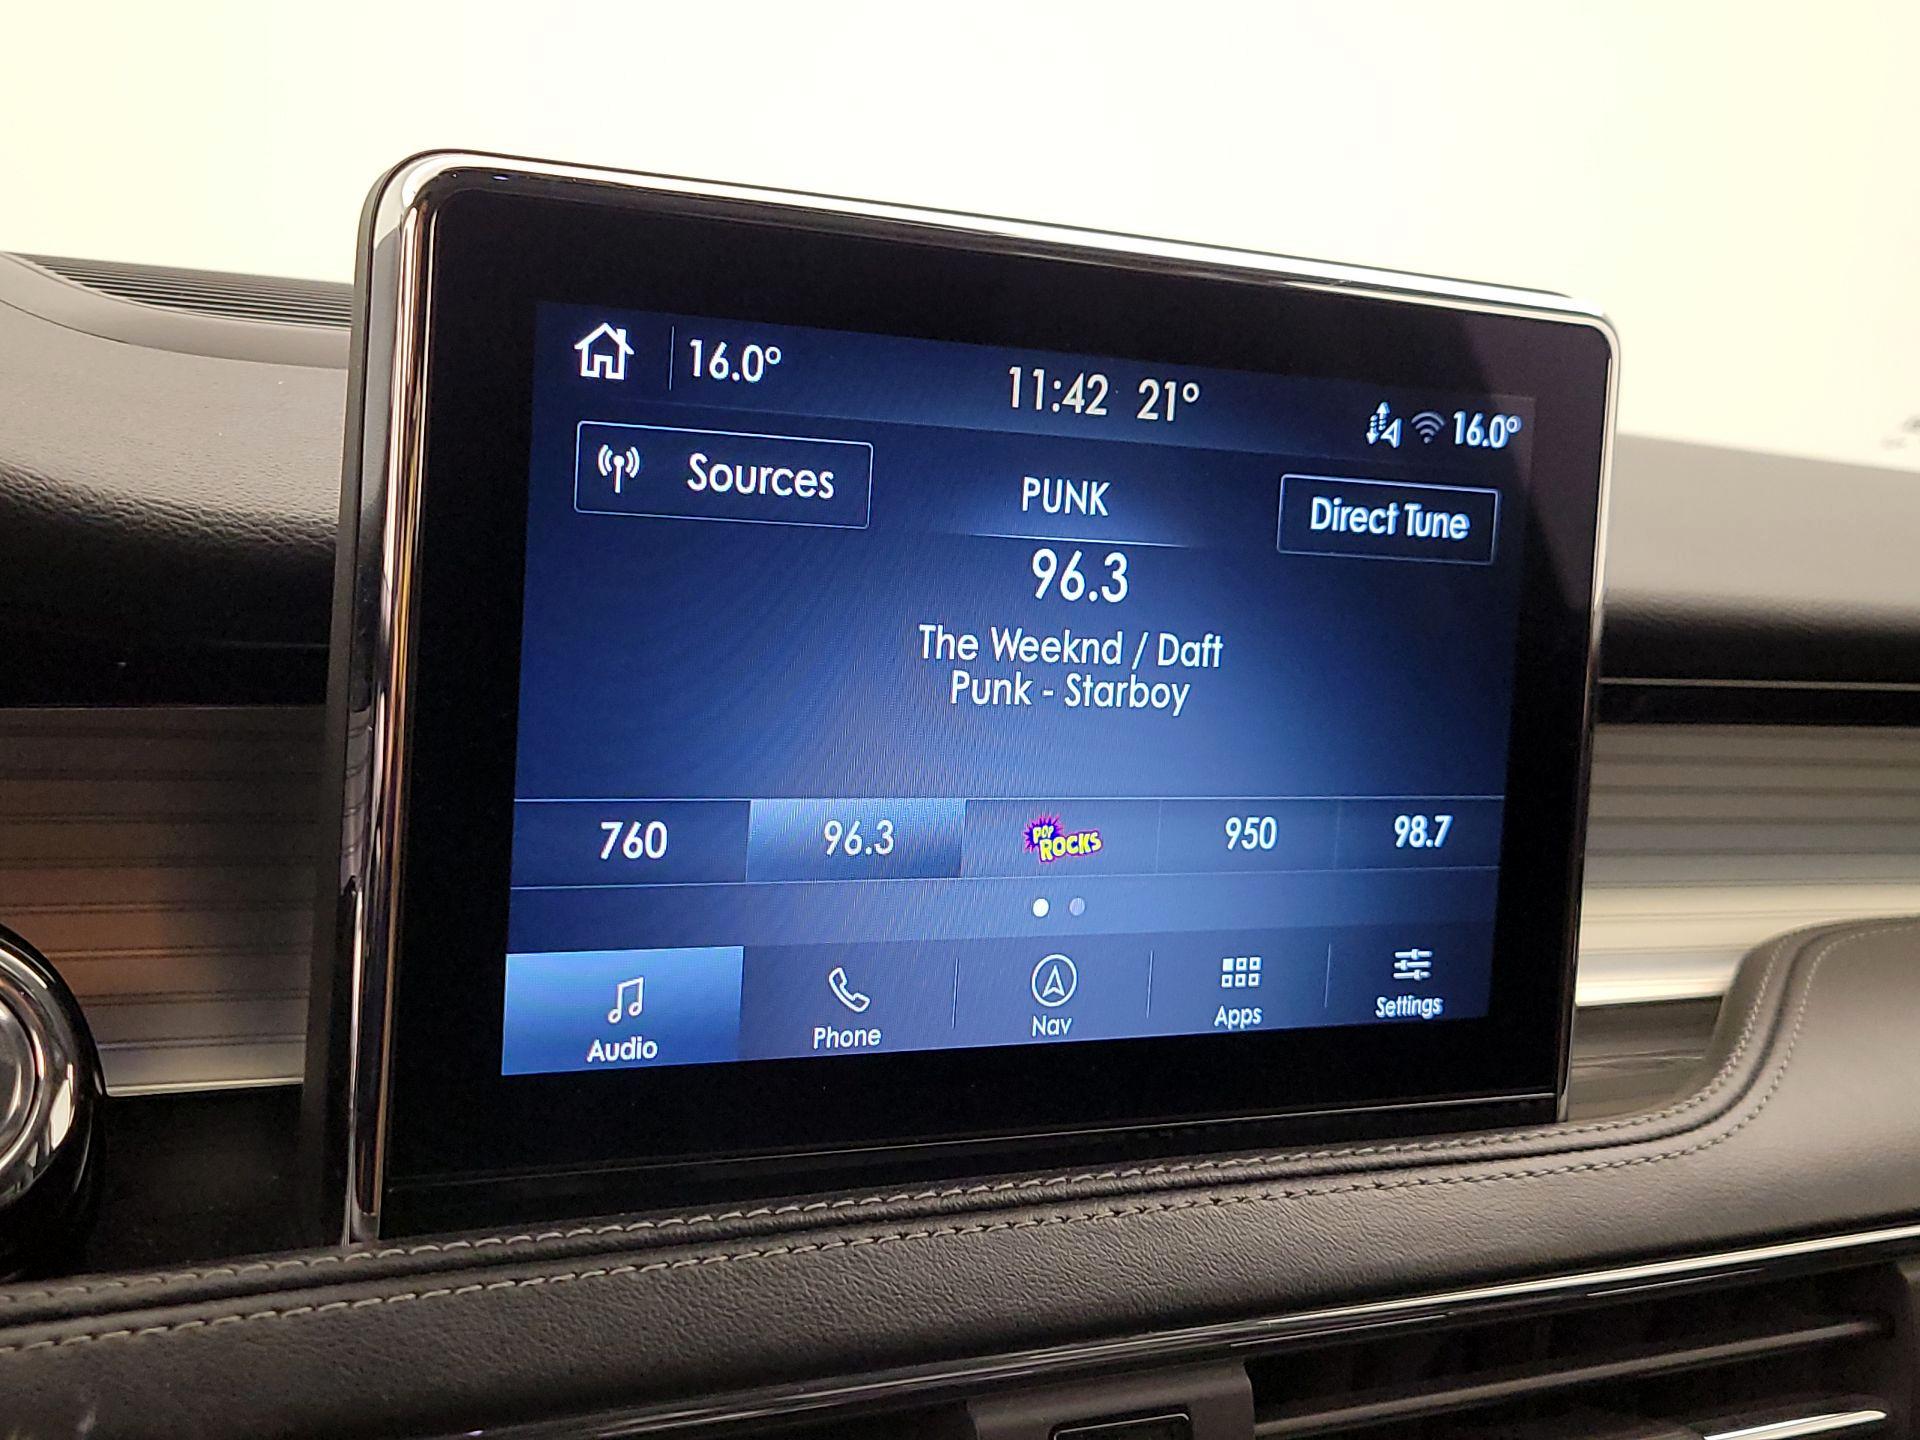 16.0°
11:42 21°
16.0°
Sources
PUNK
Direct Tune
96.3
The Weeknd / Daft
Punk - Starboy
760
96.3
POP
ROCKS
950
98.7
Audio
Phone
Nav
Apps
Settings